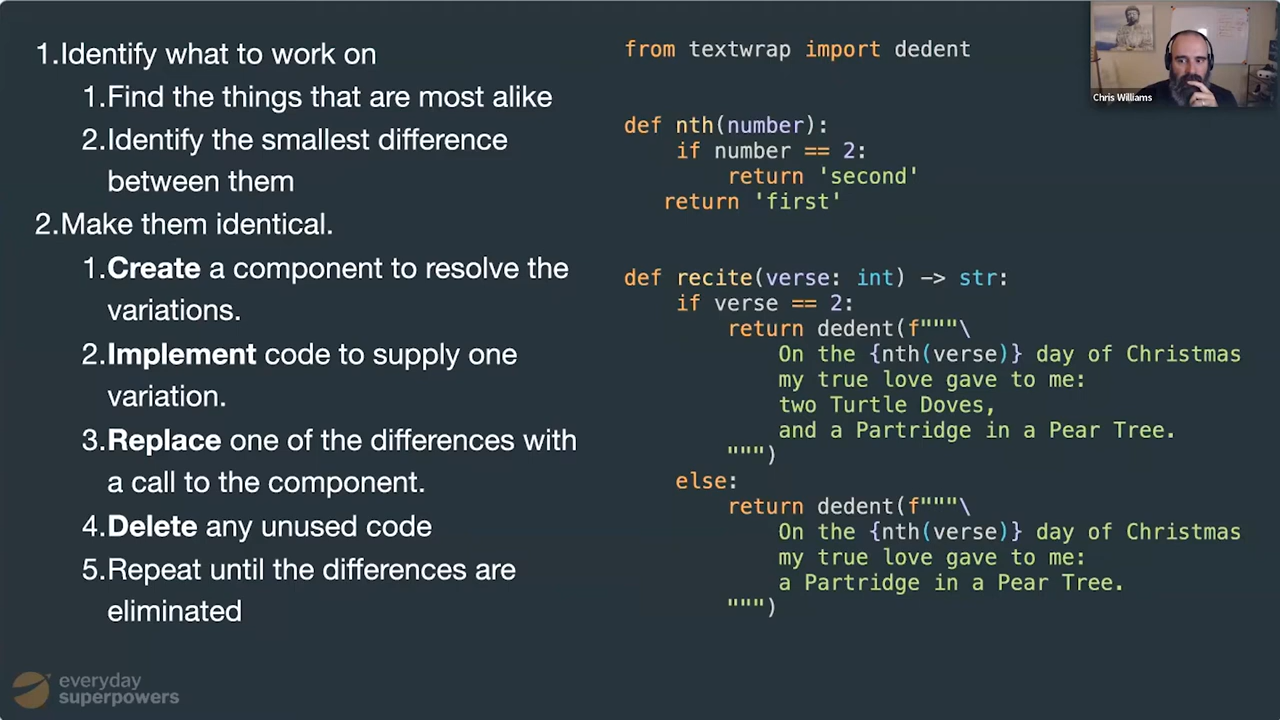 1.Identify what to work on
1.Find the things that are most alike
2.Identify the smallest difference
between them
2.Make them identical.
1.Create a component to resolve the
variations.
2.Implement code to supply one
variation.
3.Replace one of the differences with
a call to the component.
4.Delete any unused code
5.Repeat until the differences are
eliminated
from textwrap import dedent
def nth(number):
if number == 2:
return 'second'
return 'first'
def recite(verse: int) -> str:
if verse == 2:
return dedent(f"""\
On the {nth(verse)} day of Christmas
my true love gave to me:
two Turtle Doves,
and a Partridge in a Pear Tree.
""")
else:
return dedent(f"""\
On the {nth(verse)} day of Christmas
my true love gave to me:
a Partridge in a Pear Tree.
""")
Chris Williams
everyday
superpowers